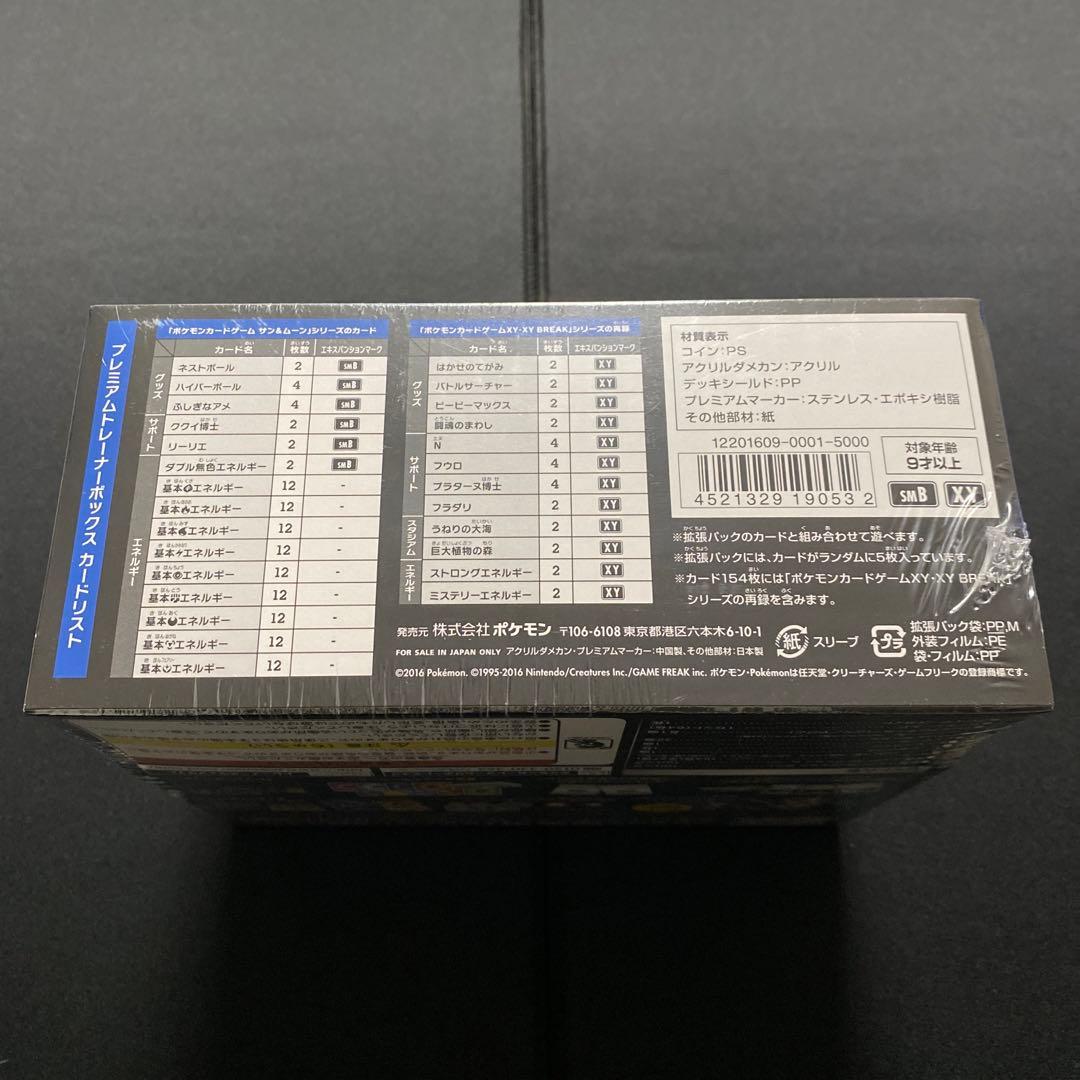 プレミアムトレーナーボックス カードリスト
「ポケモンカードゲーム サン&ムーン」シリーズのカード
カード名 枚数 エキスパンションマーク
グッズ
ネストボール 2 SMB
ハイパーボール 4 SMB
ふしぎなアメ 4 SMB
サポート
ククイ博士 2 SMB
リーリエ 2 SMB
エネルギー
ダブル無色エネルギー 2 SMB
基本エネルギー 12 -
基本エネルギー 12 -
基本エネルギー 12 -
基本エネルギー 12 -
基本エネルギー 12 -
基本エネルギー 12 -
基本エネルギー 12 -
基本エネルギー 12 -
基本エネルギー 12 -
「ポケモンカードゲームXY・XY BREAK」シリーズの再録
カード名 枚数 エキスパンションマーク
グッズ
はかせのてがみ 2 XY
バトルサーチャー 2 XY
ピーピーマックス 2 XY
闘魂のまわし 2 XY
サポート
N 4 XY
フウロ 4 XY
プラターヌ博士 4 XY
フラダリ 2 XY
スタジアム
うねりの大海 2 XY
巨大植物の森 2 XY
エネルギー
ストロングエネルギー 2 XY
ミステリーエネルギー 2 XY
材質表示
コイン:PS
アクリルダメカン:アクリル
デッキシールド:PP
プレミアムマーカー:ステンレス・エポキシ樹脂
その他部材:紙
12201609-0001-5000
4521329 19053 2
対象年齢
9才以上
SMB XY
※拡張パックのカードと組み合わせて遊べます。
※拡張パックには、カードがランダムに5枚入っています。
※カード154枚には「ポケモンカードゲームXY・XY BREAK」
シリーズの再録を含みます。
発売元 株式会社ポケモン 〒106-6108 東京都港区六本木6-10-1
FOR SALE IN JAPAN ONLY アクリルダメカン・プレミアムマーカー:中国製、その他部材:日本製
©2016 Pokémon. ©1995-2016 Nintendo/Creatures Inc./GAME FREAK inc. ポケモン・Pokémonは任天堂・クリーチャーズ・ゲームフリークの登録商標です。
紙 スリーブ
プラ
拡張パック袋:PP,M
外装フィルム:PE
袋・フィルム:PP